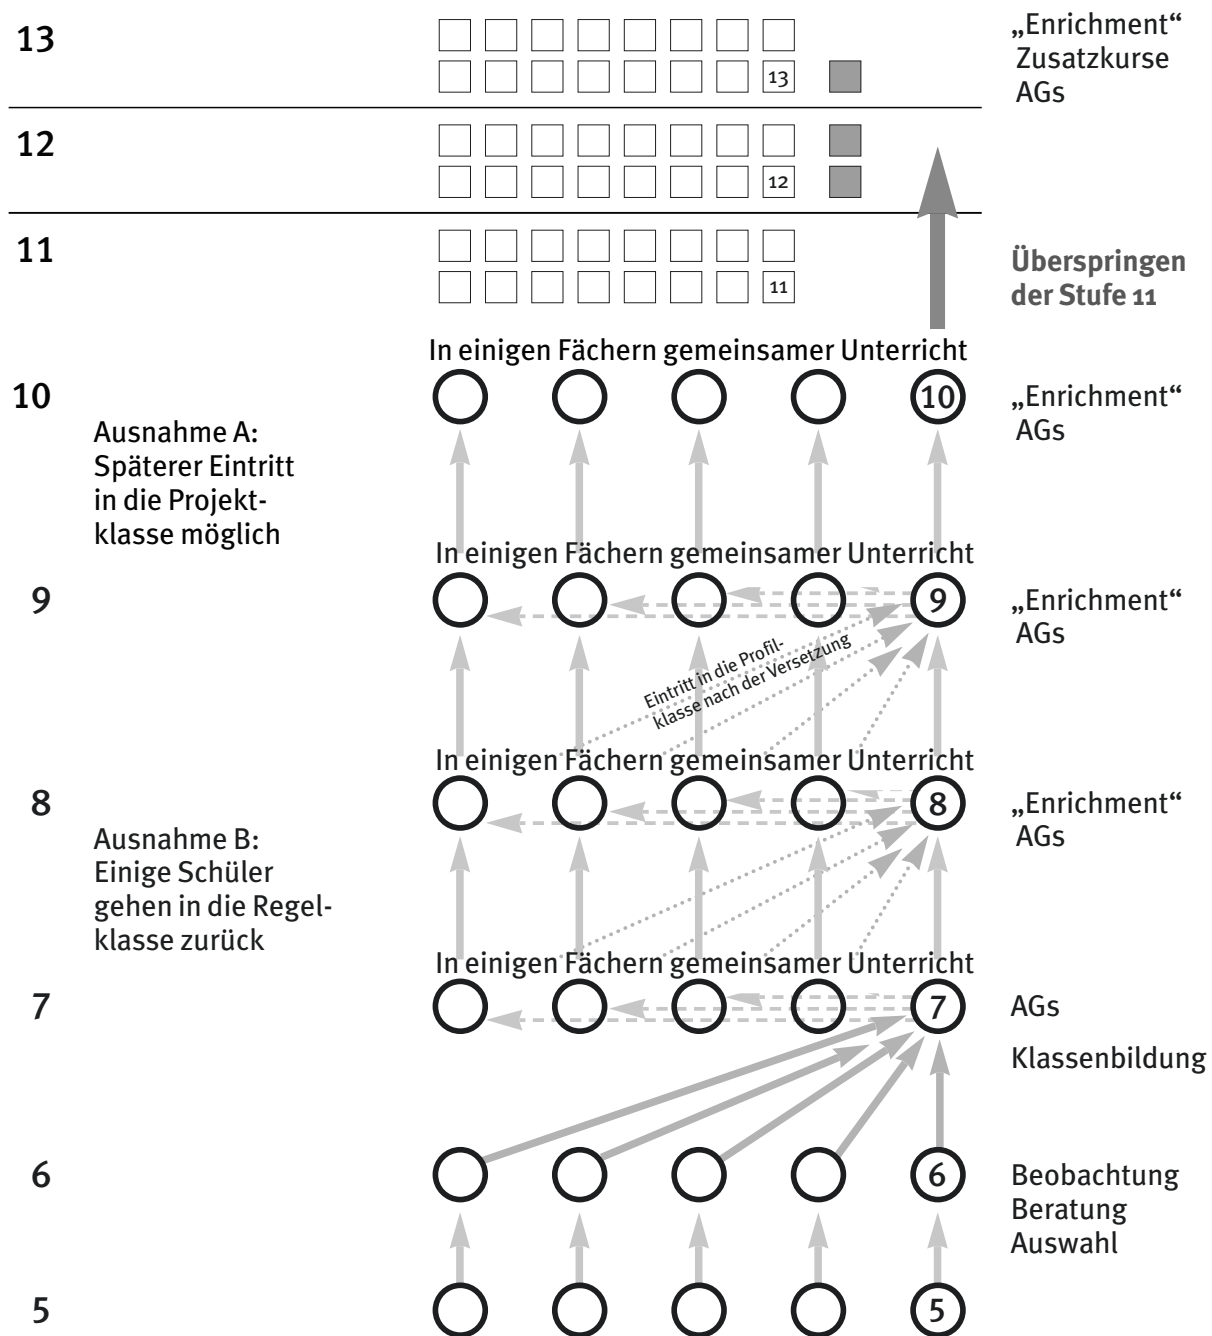 13
„Enrichment“
Zusatzkurse
AGs
13
12
12
11
Überspringen
der Stufe 11
11
In einigen Fächern gemeinsamer Unterricht
10
10
„Enrichment“
AGs
Ausnahme A:
Späterer Eintritt
in die Projekt-
klasse möglich
In einigen Fächern gemeinsamer Unterricht
9
9
„Enrichment“
AGs
Eintritt in die Profil-
klasse nach der Versetzung
In einigen Fächern gemeinsamer Unterricht
8
8
„Enrichment“
AGs
Ausnahme B:
Einige Schüler
gehen in die Regel-
klasse zurück
In einigen Fächern gemeinsamer Unterricht
7
7
AGs
Klassenbildung
6
6
Beobachtung
Beratung
Auswahl
5
5